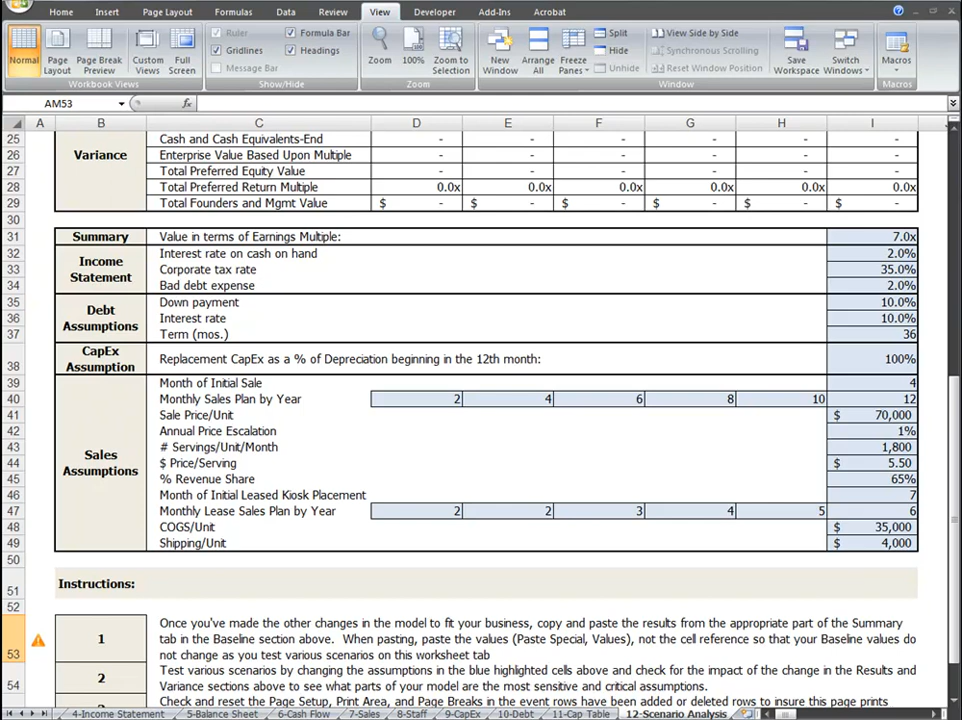 Home Insert Page Layout Formulas Data Review View Developer Add-Ins Acrobat
Normal Page Layout Page Break Preview Custom Views Full Screen
Ruler Formula Bar
Gridlines Headings
Message Bar
Zoom 100% Zoom to Selection
New Window Arrange All Freeze Panes
Split
Hide
Unhide
View Side by Side
Synchronous Scrolling
Reset Window Position
Save Workspace Switch Windows Macros
Workbook Views Show/Hide Zoom Window Macros
AM53 fx
A B C D E F G H I
25 Cash and Cash Equivalents-End - - - - - -
26 Variance Enterprise Value Based Upon Multiple - - - - - -
27 Total Preferred Equity Value - - - - - -
28 Total Preferred Return Multiple 0.0x 0.0x 0.0x 0.0x 0.0x 0.0x
29 Total Founders and Mgmt Value $ - $ - $ - $ - $ - $ -
30
31 Summary Value in terms of Earnings Multiple: 7.0x
32 Income Statement Interest rate on cash on hand 2.0%
33 Corporate tax rate 35.0%
34 Bad debt expense 2.0%
35 Debt Assumptions Down payment 10.0%
36 Interest rate 10.0%
37 Term (mos.) 36
38 CapEx Assumption Replacement CapEx as a % of Depreciation beginning in the 12th month: 100%
39 Month of Initial Sale 4
40 Monthly Sales Plan by Year 2 4 6 8 10 12
41 Sale Price/Unit $ 70,000
42 Annual Price Escalation 1%
43 # Servings/Unit/Month 1,800
44 Sales Assumptions $ Price/Serving $ 5.50
45 % Revenue Share 65%
46 Month of Initial Leased Kiosk Placement 7
47 Monthly Lease Sales Plan by Year 2 2 3 4 5 6
48 COGS/Unit $ 35,000
49 Shipping/Unit $ 4,000
50
51 Instructions:
52
53 1 Once you've made the other changes in the model to fit your business, copy and paste the results from the appropriate part of the Summary
tab in the Baseline section above. When pasting, paste the values (Paste Special, Values), not the cell reference so that your Baseline values do
not change as you test various scenarios on this worksheet tab
54 2 Test various scenarios by changing the assumptions in the blue highlighted cells above and check for the impact of the change in the Results and
Variance sections above to see what parts of your model are the most sensitive and critical assumptions.
Check and reset the Page Setup, Print Area, and Page Breaks in the event rows have been added or deleted rows to insure this page prints
4-Income Statement 5-Balance Sheet 6-Cash Flow 7-Sales 8-Staff 9-CapEx 10-Debt 11-Cap Table 12-Scenario Analysis